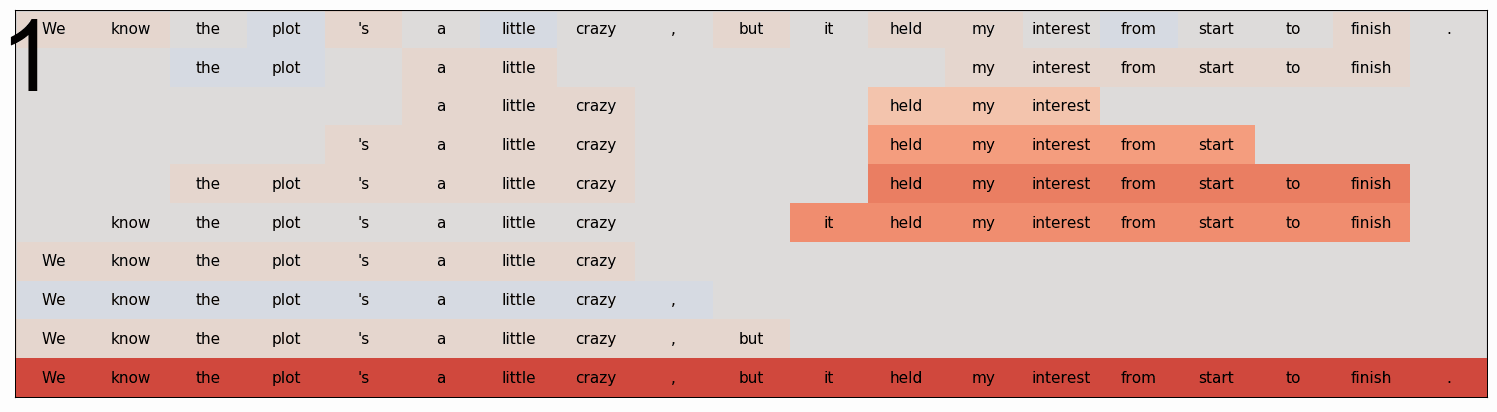 1
We know the plot 's a little crazy , but it held my interest from start to finish .
the plot a little my interest from start to finish
a little crazy held my interest
's a little crazy held my interest from start
the plot 's a little crazy held my interest from start to finish
know the plot 's a little crazy it held my interest from start to finish
We know the plot 's a little crazy
We know the plot 's a little crazy ,
We know the plot 's a little crazy , but
We know the plot 's a little crazy , but it held my interest from start to finish .